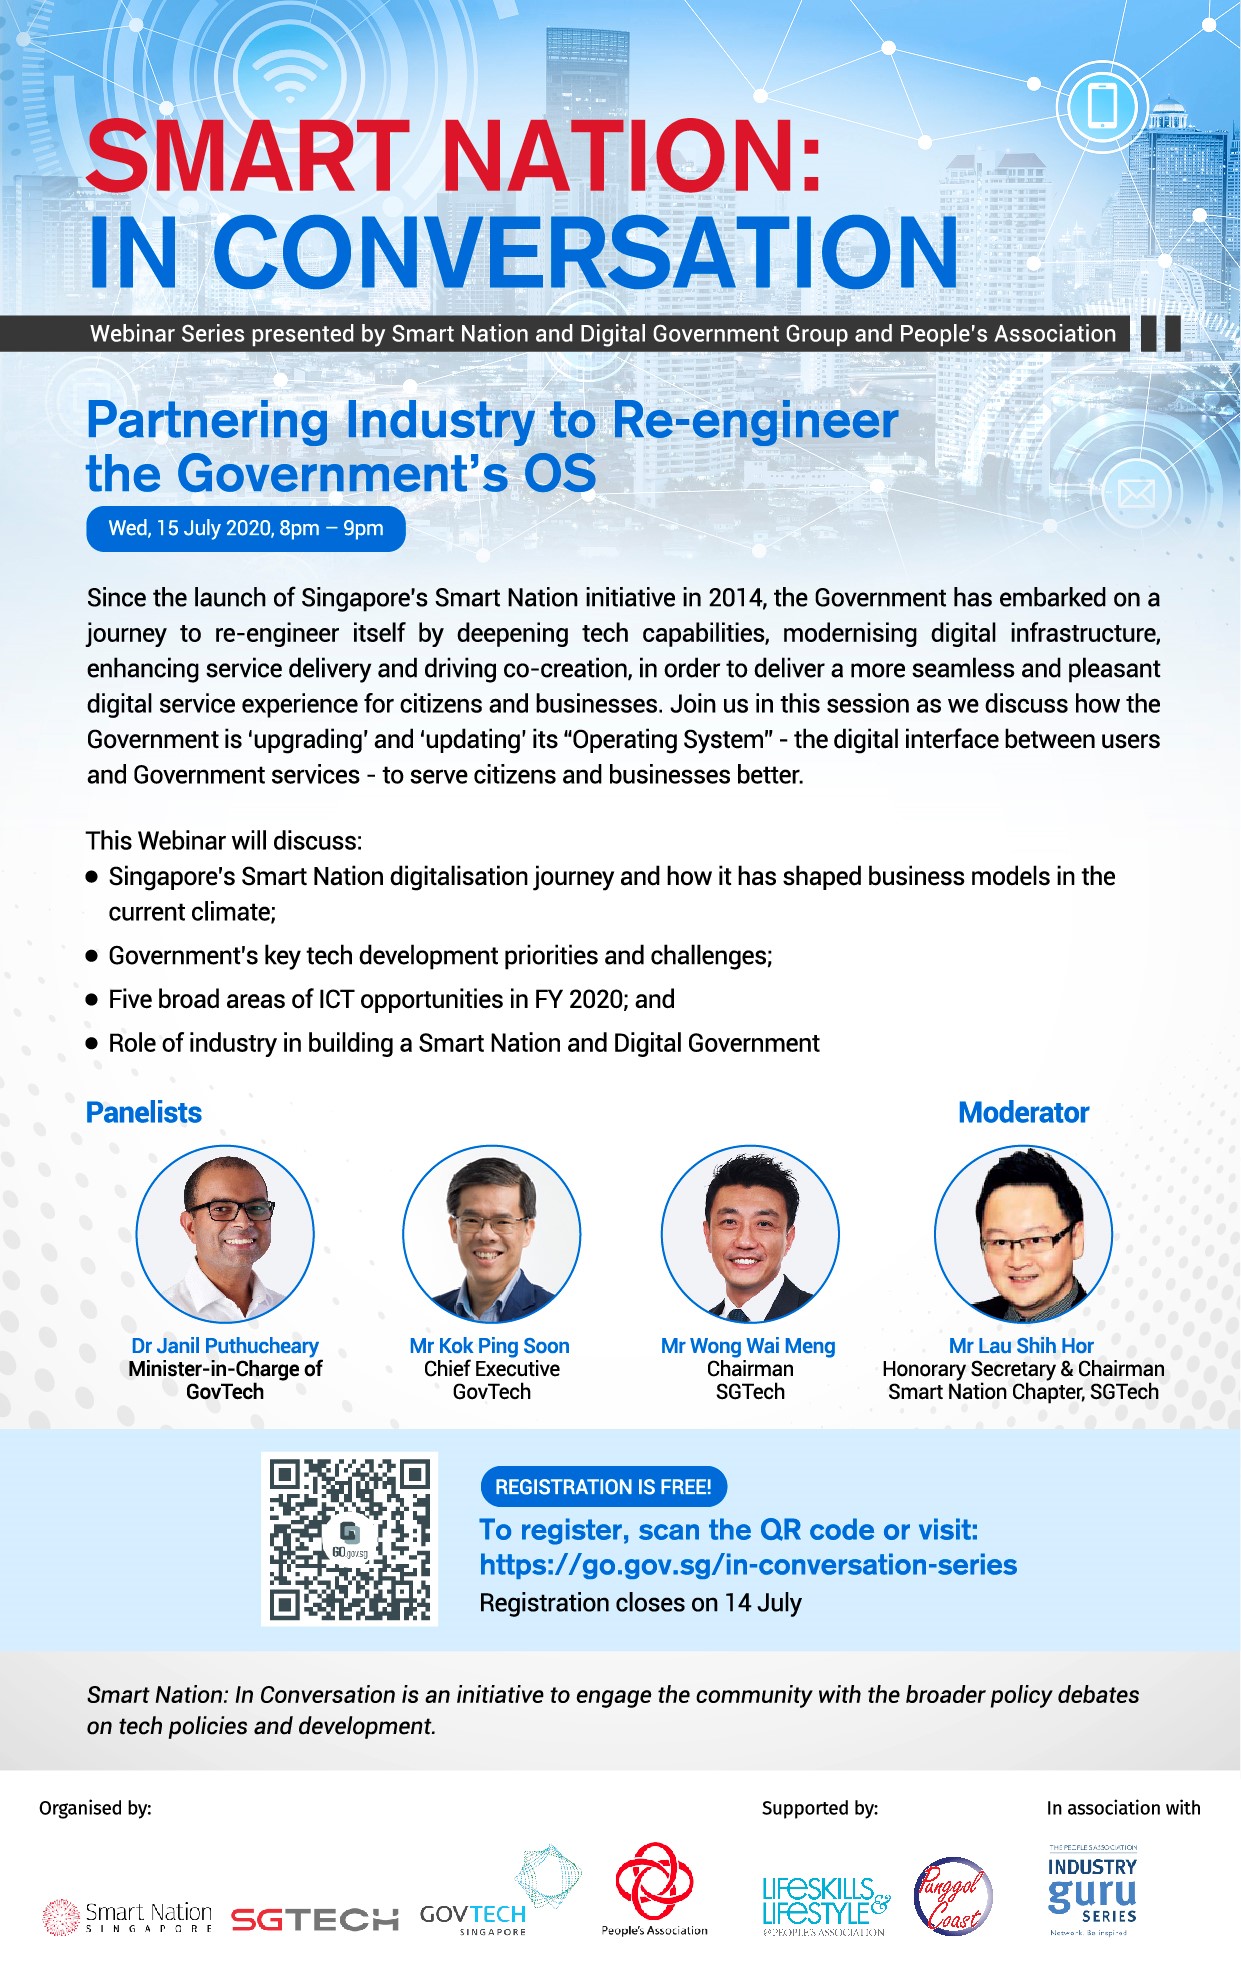 SMART NATION:
IN CONVERSATION
Webinar Series presented by Smart Nation and Digital Government Group and People's Association
Partnering Industry to Re-engineer
the Government's OS
Wed, 15 July 2020, 8pm – 9pm
Since the launch of Singapore's Smart Nation initiative in 2014, the Government has embarked on a
journey to re-engineer itself by deepening tech capabilities, modernising digital infrastructure,
enhancing service delivery and driving co-creation, in order to deliver a more seamless and pleasant
digital service experience for citizens and businesses. Join us in this session as we discuss how the
Government is ‘upgrading’ and ‘updating’ its “Operating System” - the digital interface between users
and Government services - to serve citizens and businesses better.
This Webinar will discuss:
● Singapore's Smart Nation digitalisation journey and how it has shaped business models in the
current climate;
● Government's key tech development priorities and challenges;
● Five broad areas of ICT opportunities in FY 2020; and
● Role of industry in building a Smart Nation and Digital Government
Panelists
Moderator
Dr Janil Puthucheary
Minister-in-Charge of
GovTech
Mr Kok Ping Soon
Chief Executive
GovTech
Mr Wong Wai Meng
Chairman
SGTech
Mr Lau Shih Hor
Honorary Secretary & Chairman
Smart Nation Chapter, SGTech
GO.gov.sg
REGISTRATION IS FREE!
To register, scan the QR code or visit:
https://go.gov.sg/in-conversation-series
Registration closes on 14 July
Smart Nation: In Conversation is an initiative to engage the community with the broader policy debates
on tech policies and development.
Organised by:
Smart Nation
SINGAPORE
SGTECH
GOVTECH
SINGAPORE
People's Association
Supported by:
LIFESKILLS &
LIFESTYLE
@PEOPLE'S ASSOCIATION
Punggol
Coast
In association with
THE PEOPLE'S ASSOCIATION
INDUSTRY
guru
SERIES
Network. Be inspired